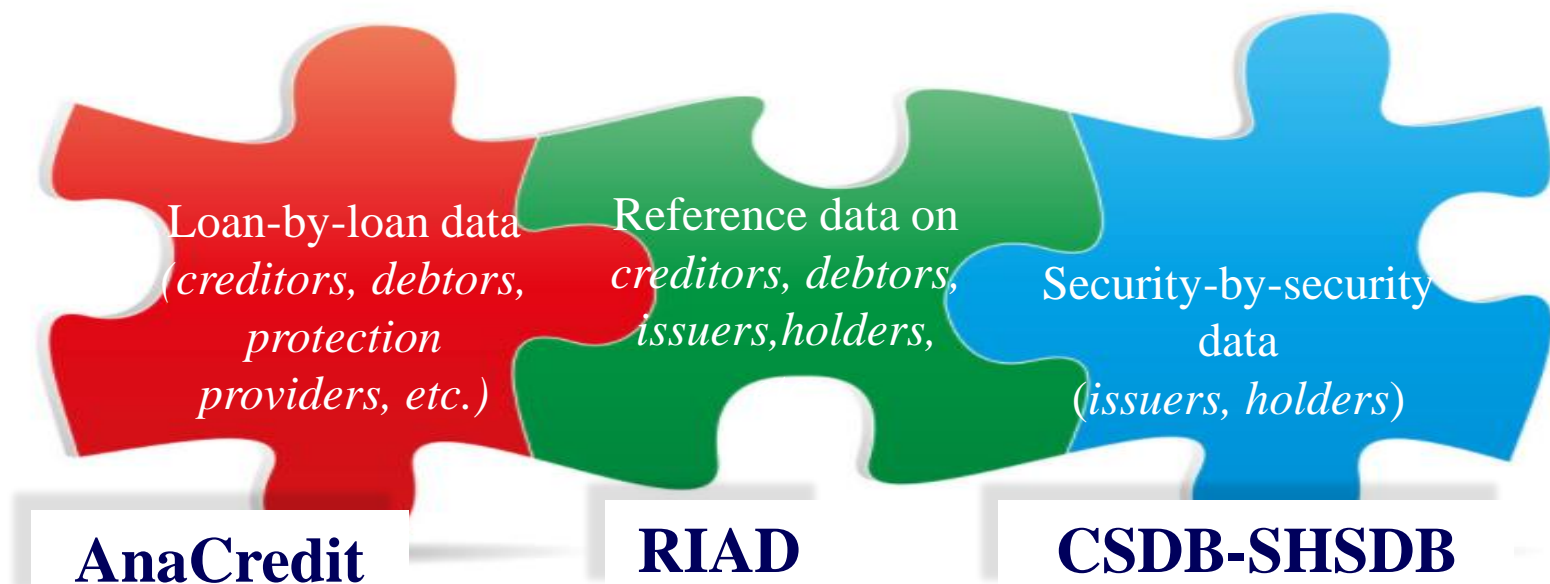 Loan-by-loan data
(creditors, debtors,
protection
providers, etc.)
Reference data on
creditors, debtors,
issuers,holders,
Security-by-security
data
(issuers, holders)
AnaCredit
RIAD
CSDB-SHSDB